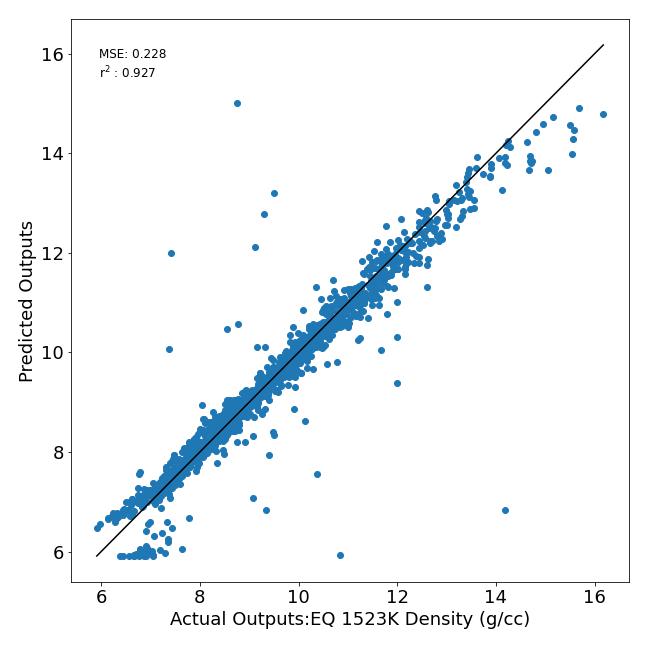 MSE: 0.228
r² : 0.927
16
14
12
10
8
6
Predicted Outputs
6 8 10 12 14 16
Actual Outputs:EQ 1523K Density (g/cc)